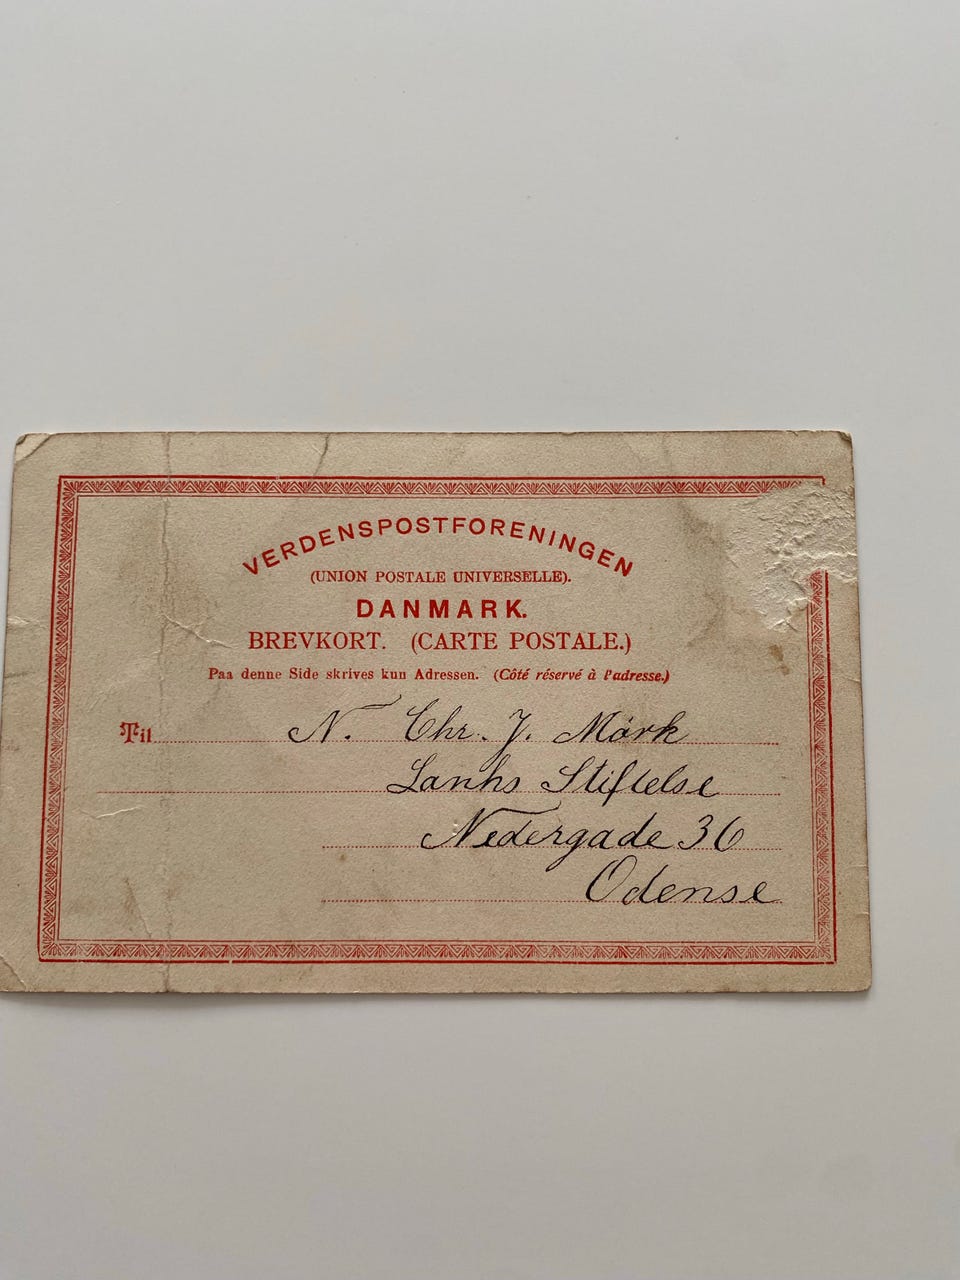 VERDENSPOSTFORENINGEN
(UNION POSTALE UNIVERSELLE).
DANMARK.
BREVKORT. (CARTE POSTALE.)
Paa denne Side skrives kun Adressen. (Côté réservé à l'adresse.)
Til N. Chr. J. Mörk
Lanhs Stiftelse
Nedergade 36
Odense